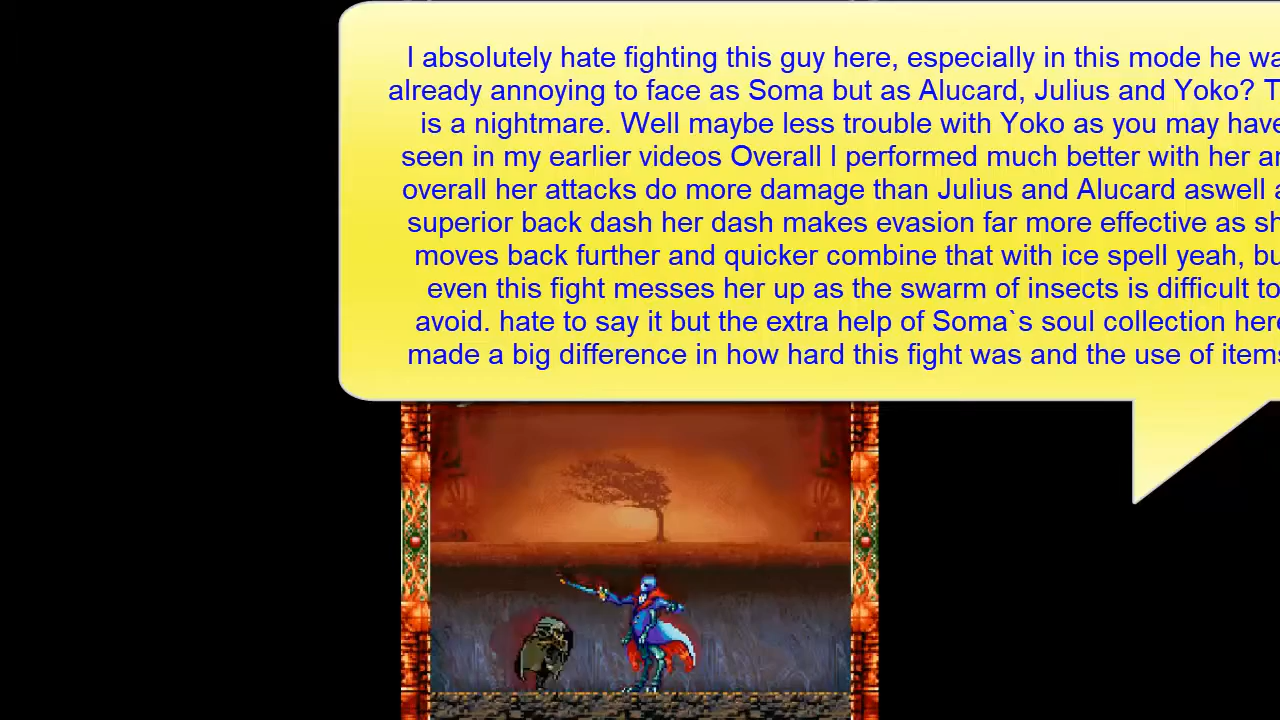 I absolutely hate fighting this guy here, especially in this mode he wa
already annoying to face as Soma but as Alucard, Julius and Yoko? T
is a nightmare. Well maybe less trouble with Yoko as you may have
seen in my earlier videos Overall I performed much better with her ar
overall her attacks do more damage than Julius and Alucard aswell a
superior back dash her dash makes evasion far more effective as sh
moves back further and quicker combine that with ice spell yeah, bu
even this fight messes her up as the swarm of insects is difficult to
avoid. hate to say it but the extra help of Soma`s soul collection here
made a big difference in how hard this fight was and the use of items